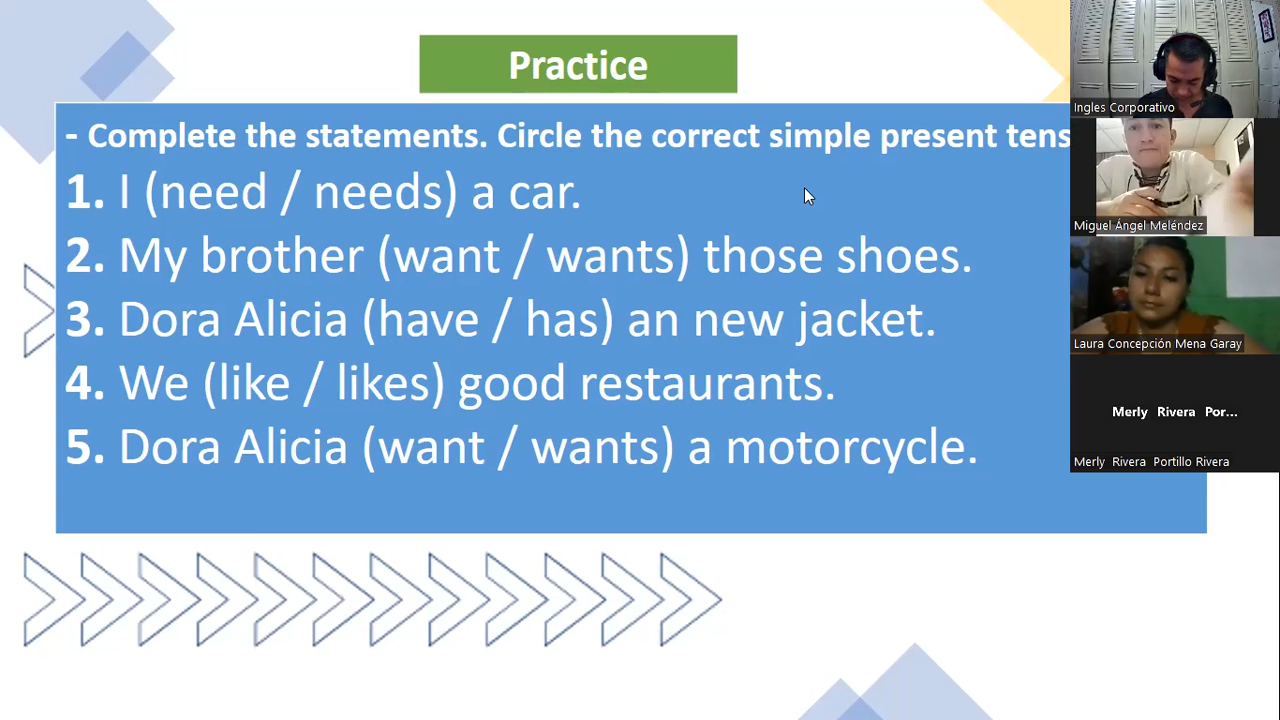 Practice
- Complete the statements. Circle the correct simple present tens
1. I (need / needs) a car.
2. My brother (want / wants) those shoes.
3. Dora Alicia (have / has) an new jacket.
4. We (like / likes) good restaurants.
5. Dora Alicia (want / wants) a motorcycle.
Ingles Corporativo
Miguel Ángel Meléndez
Laura Concepción Mena Garay
Merly Rivera Por...
Merly Rivera Portillo Rivera